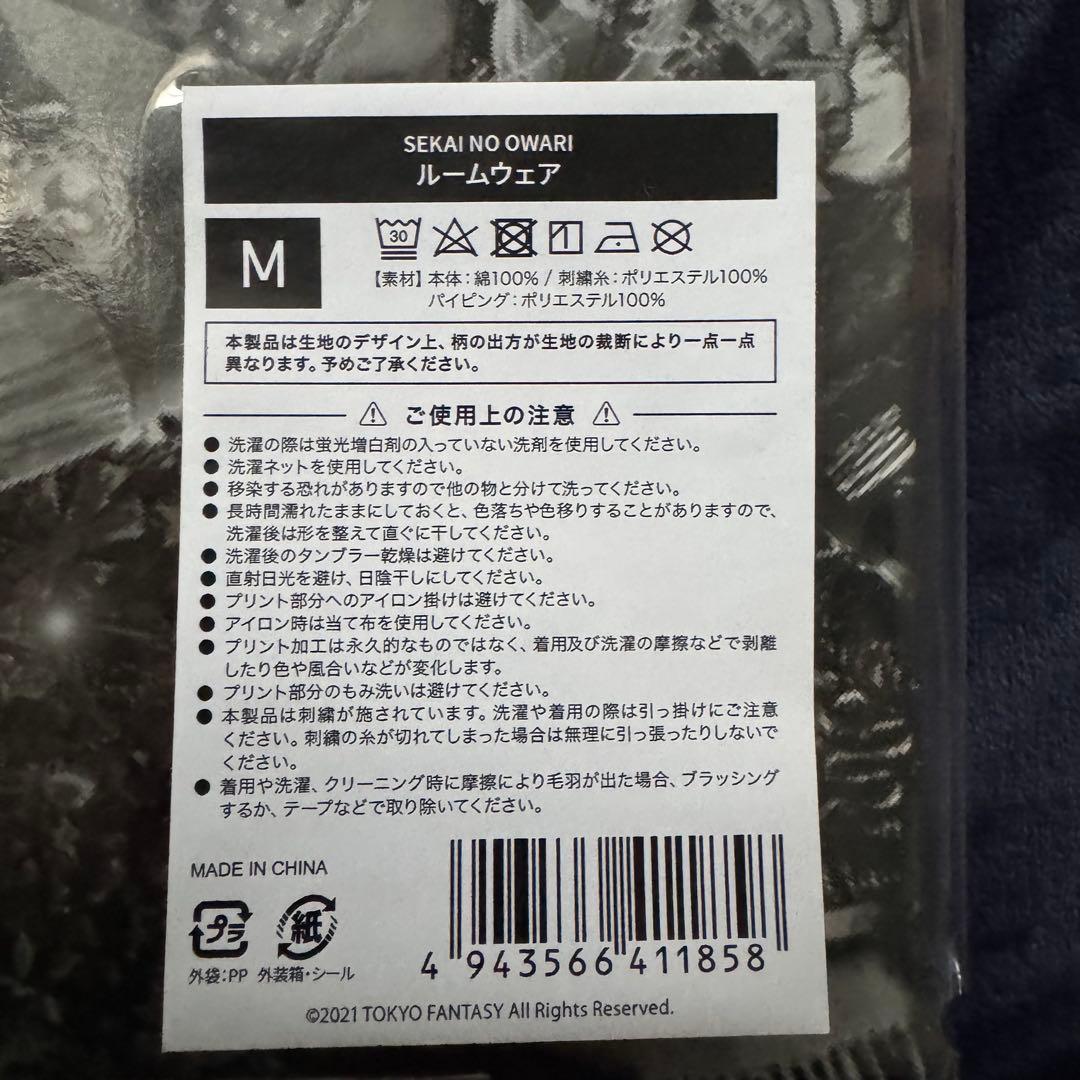 SEKAI NO OWARI
ルームウェア
M
30
【素材】本体：綿100% / 刺繍糸：ポリエステル100%
パイピング：ポリエステル100%
本製品は生地のデザイン上、柄の出方が生地の裁断により一点一点
異なります。予めご了承ください。
ご使用上の注意
● 洗濯の際は蛍光増白剤の入っていない洗剤を使用してください。
● 洗濯ネットを使用してください。
● 移染する恐れがありますので他の物と分けて洗ってください。
● 長時間濡れたままにしておくと、色落ちや色移りすることがありますので、
洗濯後は形を整えて直ぐに干してください。
● 洗濯後のタンブラー乾燥は避けてください。
● 直射日光を避け、日陰干しにしてください。
● プリント部分へのアイロン掛けは避けてください。
● アイロン時は当て布を使用してください。
● プリント加工は永久的なものではなく、着用及び洗濯の摩擦などで剥離
したり色や風合いなどが変化します。
● プリント部分のもみ洗いは避けてください。
● 本製品は刺繍が施されています。洗濯や着用の際は引っ掛けにご注意
ください。刺繍の糸が切れてしまった場合は無理に引っ張ったりしないで
ください。
● 着用や洗濯、クリーニング時に摩擦により毛羽が出た場合、ブラッシング
するか、テープなどで取り除いてください。
MADE IN CHINA
プラ 紙
外袋：PP 外装箱・シール
4 943566 411858
©2021 TOKYO FANTASY All Rights Reserved.